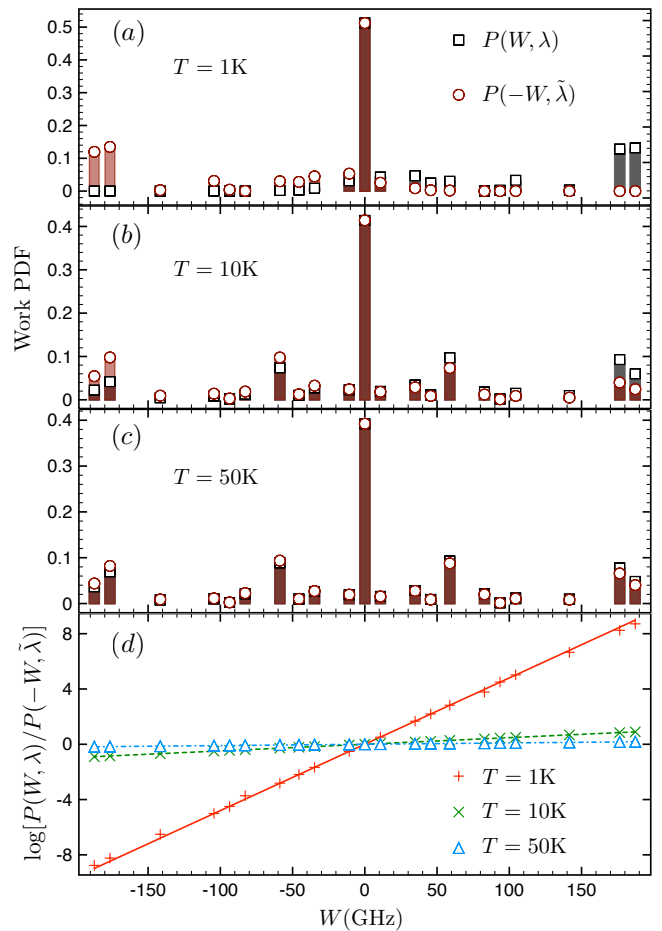 0.5
0.4
0.3
0.2
0.1
0
(a)
T = 1K
P(W, λ)
P(−W, λ̃)
0.4
0.3
0.2
0.1
0
(b)
T = 10K
Work PDF
0.4
0.3
0.2
0.1
0
(c)
T = 50K
8
4
0
-4
-8
(d)
log[P(W, λ)/P(−W, λ̃)]
T = 1K
T = 10K
T = 50K
-150 -100 -50 0 50 100 150
W(GHz)